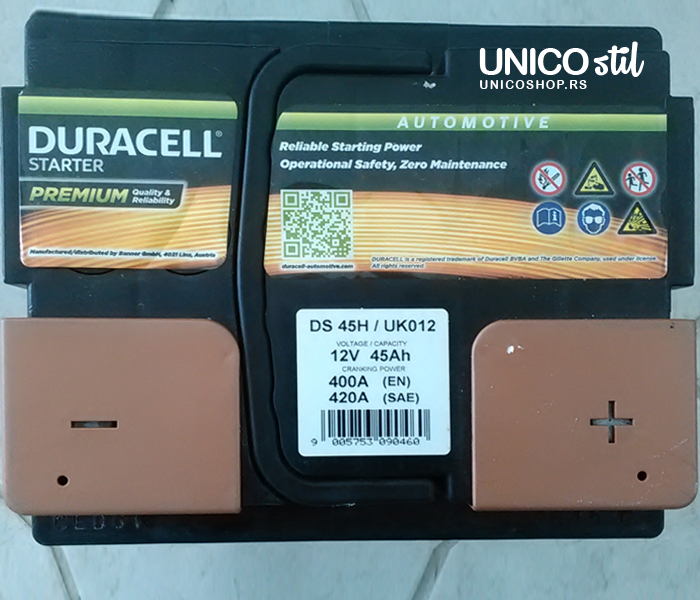 UNICO stil
UNICOSHOP.RS
DURACELL®
STARTER
PREMIUM Quality & Reliability
Manufactured/distributed by Banner GmbH, 4021 Linz, Austria
AUTOMOTIVE
Reliable Starting Power
Operational Safety, Zero Maintenance
duracell-automotive.com
DURACELL is a registered trademark of Duracell BVBA and The Gillette Company, used under license.
All rights reserved.
DS 45H / UK012
VOLTAGE / CAPACITY
12V 45Ah
CRANKING POWER
400A (EN)
420A (SAE)
9 005753 090460
− +